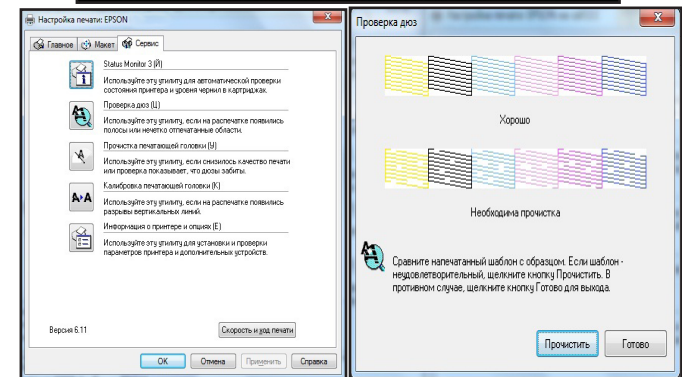 Настройка печати: EPSON
Главное
Макет
Сервис
Status Monitor 3 (Й)
Используйте эту утилиту для автоматической проверки
состояния принтера и уровня чернил в картриджах.
Проверка дюз (Ц)
Используйте эту утилиту, если на распечатке появились
полосы или нечетко отпечатанные области.
Прочистка печатающей головки (У)
Используйте эту утилиту, если снизилось качество печати
или проверка показывает, что дюзы забиты.
Калибровка печатающей головки (К)
Используйте эту утилиту, если на распечатке появились
разрывы вертикальных линий.
Информация о принтере и опциях (Е)
Используйте эту утилиту для установки и проверки
параметров принтера и дополнительных устройств.
Версия 6.11
Скорость и ход печати
OK
Отмена
Применить
Справка
Проверка дюз
Хорошо
Необходима прочистка
Сравните напечатанный шаблон с образцом. Если шаблон -
неудовлетворительный, щелкните кнопку Прочистить. В
противном случае, щелкните кнопку Готово для выхода.
Прочистить
Готово